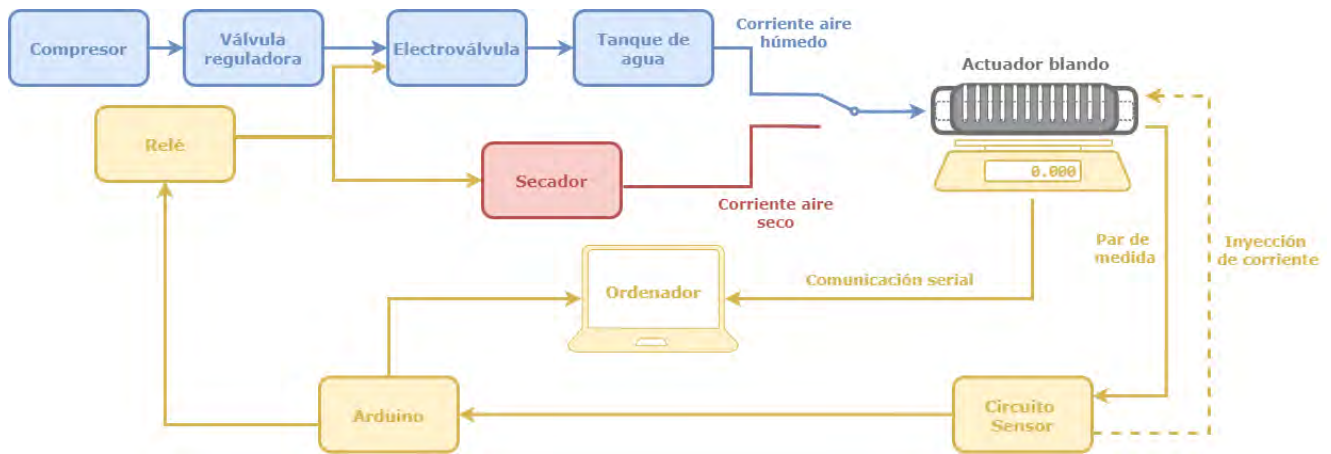 Compresor
Válvula
reguladora
Electroválvula
Tanque de
agua
Corriente aire
húmedo
Actuador blando
Relé
Secador
Corriente aire
seco
0.000
Par de
medida
Inyección
de corriente
Ordenador
Comunicación serial
Arduino
Circuito
Sensor